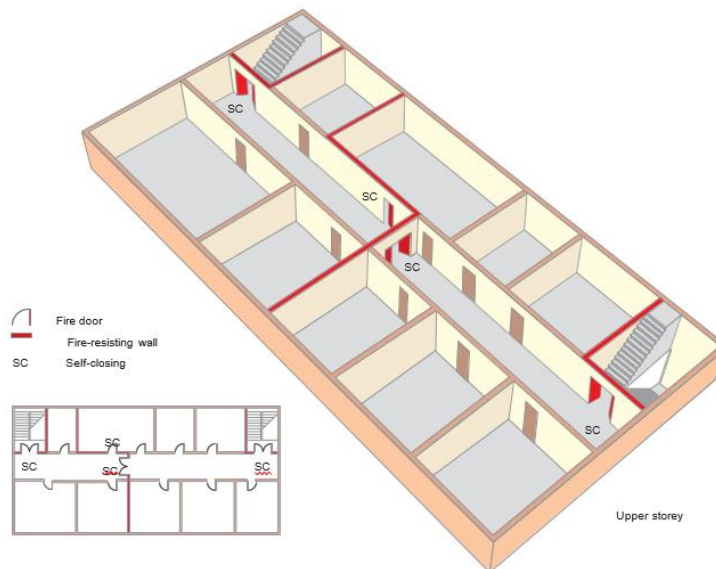 SC
SC
SC
Fire door
Fire-resisting wall
SC Self-closing
SC
SC SC SC
SC
Upper storey